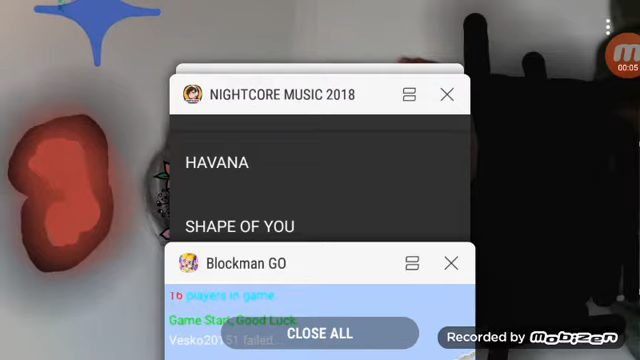 NIGHTCORE MUSIC 2018
00:05
HAVANA
SHAPE OF YOU
Blockman GO
16 players in game.
Game Start, Good Luck.
CLOSE ALL
Vesko20151 failed.
Recorded by mobizen